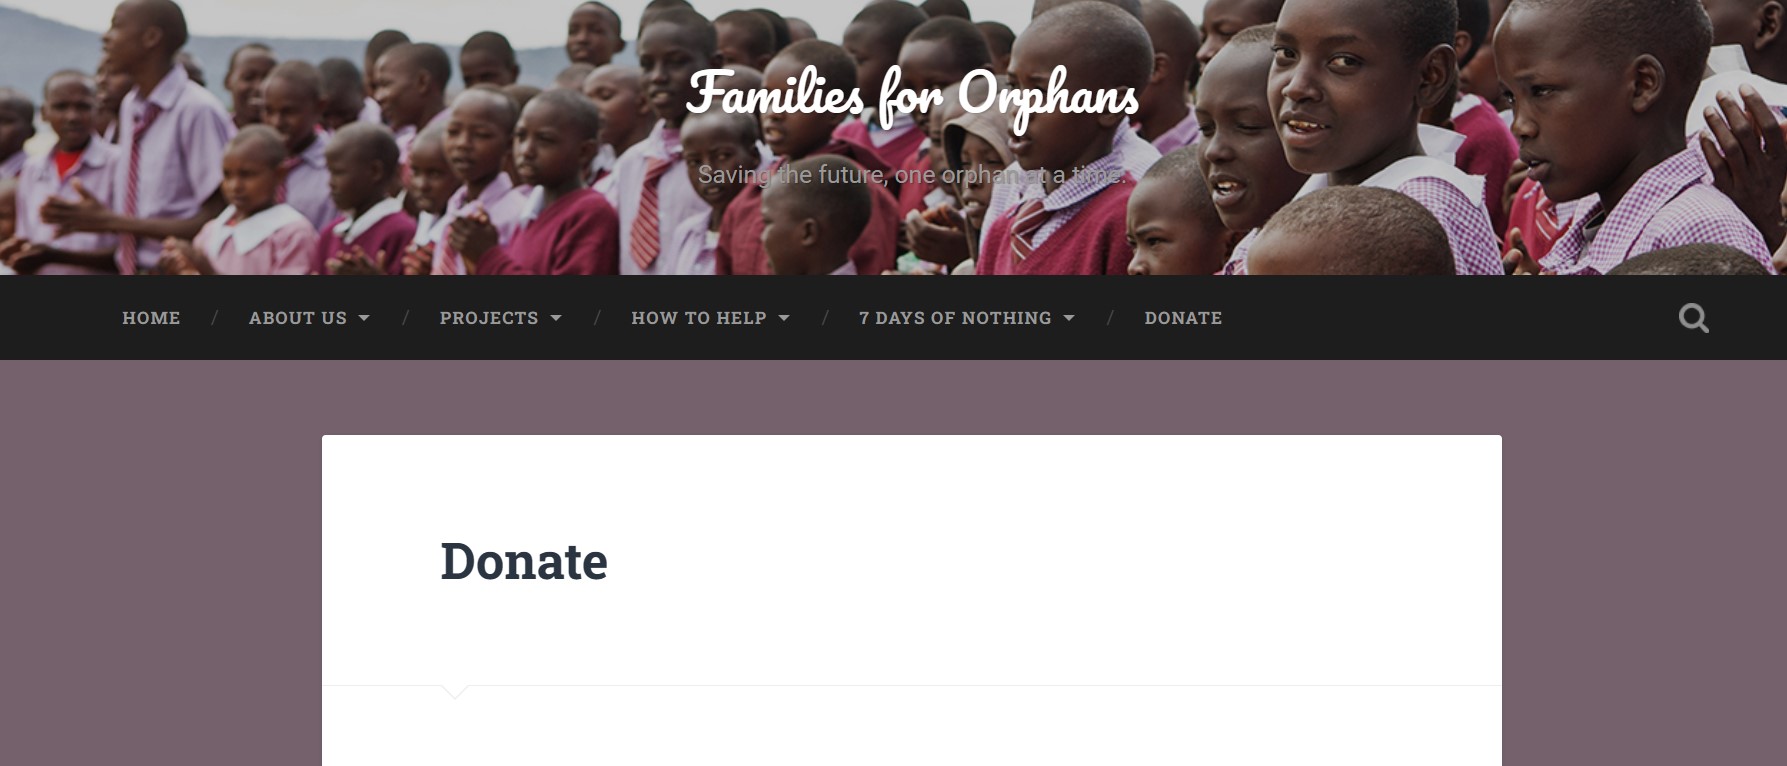 Families for Orphans
Saving the future, one orphan at a time.
HOME / ABOUT US / PROJECTS / HOW TO HELP / 7 DAYS OF NOTHING / DONATE
Donate